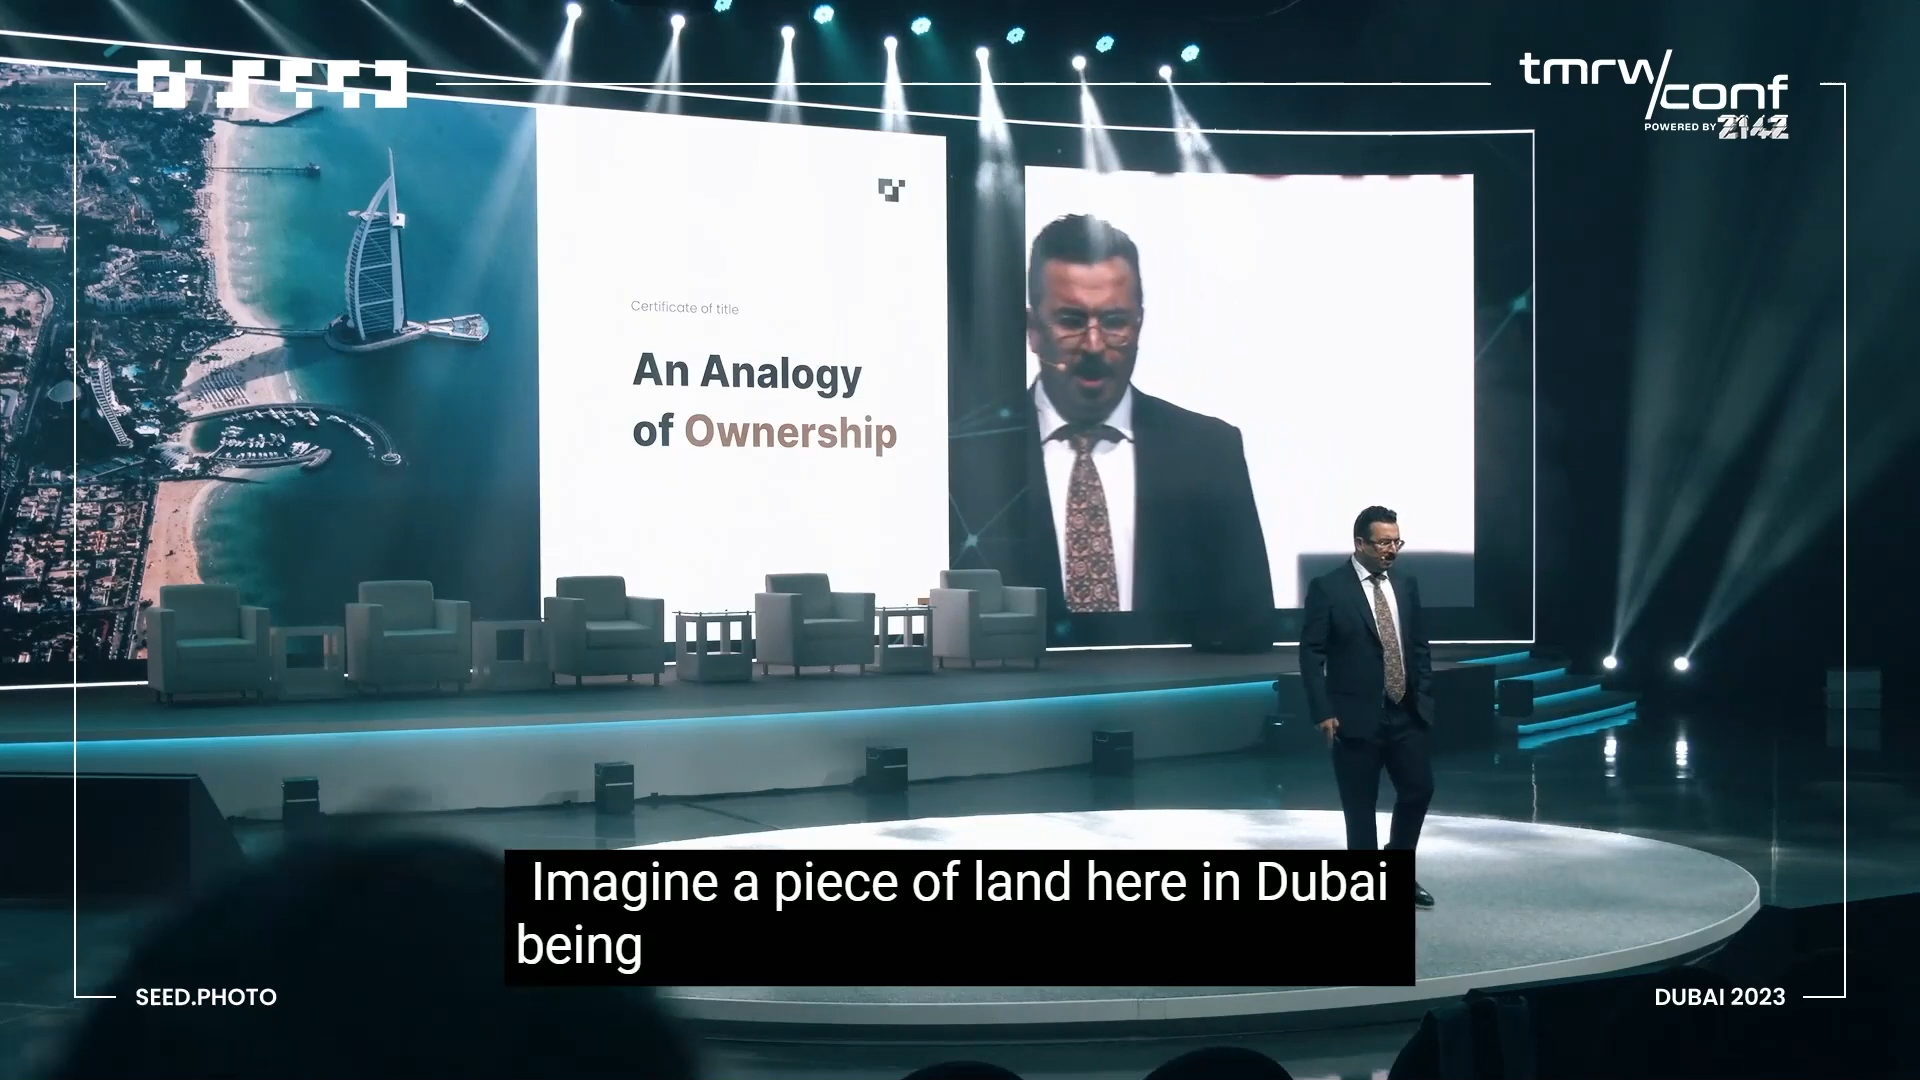 tmrw/conf
POWERED BY 2142
Certificate of title
An Analogy
of Ownership
Imagine a piece of land here in Dubai
being
SEED.PHOTO
DUBAI 2023